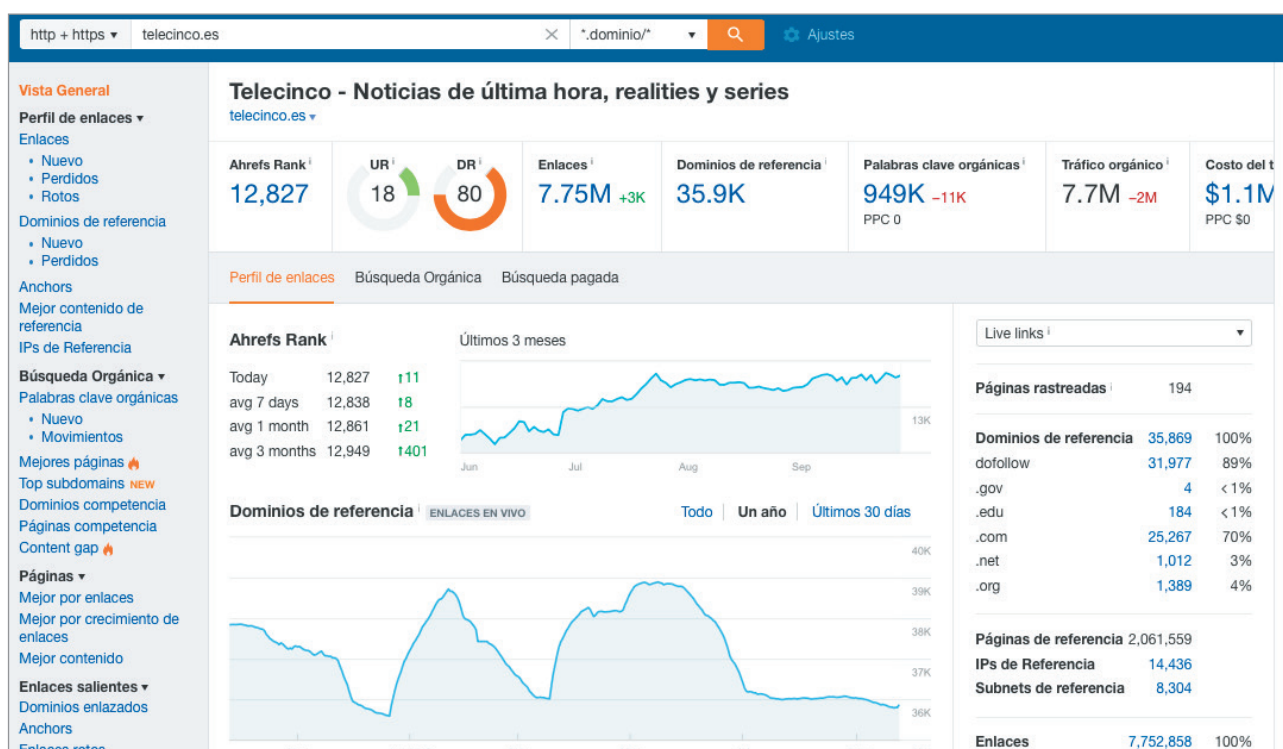 http + https ▾ telecinco.es × *.dominio/* ▾ Ajustes
Vista General
Perfil de enlaces ▾
Enlaces
• Nuevo
• Perdidos
• Rotos
Dominios de referencia
• Nuevo
• Perdidos
Anchors
Mejor contenido de
referencia
IPs de Referencia
Búsqueda Orgánica ▾
Palabras clave orgánicas
• Nuevo
• Movimientos
Mejores páginas
Top subdomains NEW
Dominios competencia
Páginas competencia
Content gap
Páginas ▾
Mejor por enlaces
Mejor por crecimiento de
enlaces
Mejor contenido
Enlaces salientes ▾
Dominios enlazados
Anchors
Enlaces rotos
Telecinco - Noticias de última hora, realities y series
telecinco.es ▾
Ahrefs Rank i
12,827
UR i
18
DR i
80
Enlaces i
7.75M +3K
Dominios de referencia i
35.9K
Palabras clave orgánicas i
949K −11K
PPC 0
Tráfico orgánico i
7.7M −2M
Costo del t
$1.1M
PPC $0
Perfil de enlaces Búsqueda Orgánica Búsqueda pagada
Ahrefs Rank i Últimos 3 meses
Today 12,827 ↑11
avg 7 days 12,838 ↑8
avg 1 month 12,861 ↑21
avg 3 months 12,949 ↑401
13K
Jun Jul Aug Sep
Dominios de referencia i ENLACES EN VIVO Todo Un año Últimos 30 días
40K
39K
38K
37K
36K
Live links i ▾
Páginas rastreadas i 194
Dominios de referencia 35,869 100%
dofollow 31,977 89%
.gov 4 <1%
.edu 184 <1%
.com 25,267 70%
.net 1,012 3%
.org 1,389 4%
Páginas de referencia 2,061,559
IPs de Referencia 14,436
Subnets de referencia 8,304
Enlaces 7,752,858 100%